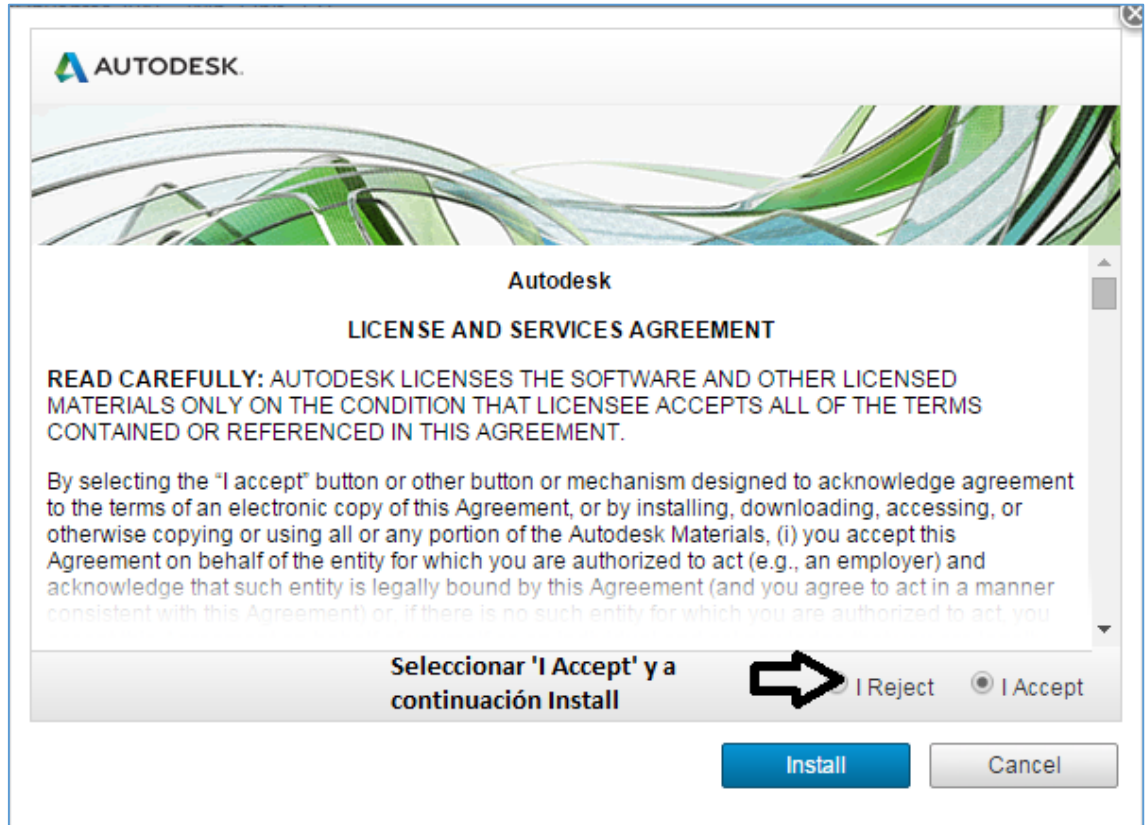 AUTODESK.
Autodesk
LICENSE AND SERVICES AGREEMENT
READ CAREFULLY: AUTODESK LICENSES THE SOFTWARE AND OTHER LICENSED
MATERIALS ONLY ON THE CONDITION THAT LICENSEE ACCEPTS ALL OF THE TERMS
CONTAINED OR REFERENCED IN THIS AGREEMENT.
By selecting the “I accept” button or other button or mechanism designed to acknowledge agreement
to the terms of an electronic copy of this Agreement, or by installing, downloading, accessing, or
otherwise copying or using all or any portion of the Autodesk Materials, (i) you accept this
Agreement on behalf of the entity for which you are authorized to act (e.g., an employer) and
acknowledge that such entity is legally bound by this Agreement (and you agree to act in a manner
consistent with this Agreement) or, if there is no such entity for which you are authorized to act, you
Seleccionar 'I Accept' y a
continuación Install
I Reject
I Accept
Install
Cancel